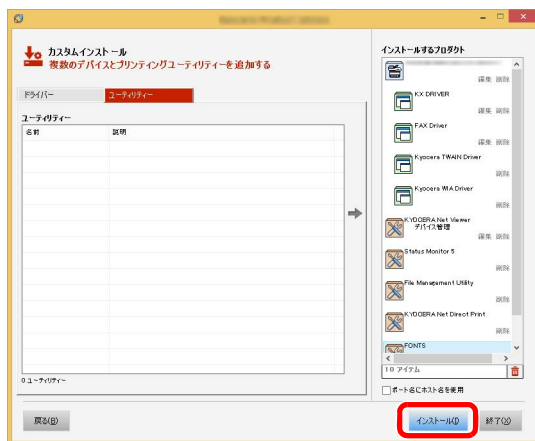 カスタムインストール
複数のデバイスとプリンティングユーティリティーを追加する
ドライバー
ユーティリティー
ユーティリティー
名前
説明
0 ユーティリティー
インストールするプロダクト
編集 削除
KX DRIVER
編集 削除
FAX Driver
編集 削除
Kyocera TWAIN Driver
削除
Kyocera WIA Driver
削除
KYOCERA Net Viewer
デバイス管理
編集 削除
Status Monitor 5
削除
File Management Utility
削除
KYOCERA Net Direct Print
削除
FONTS
10 アイテム
ポート名にホスト名を使用
戻る(B)
インストール(I)
終了(X)